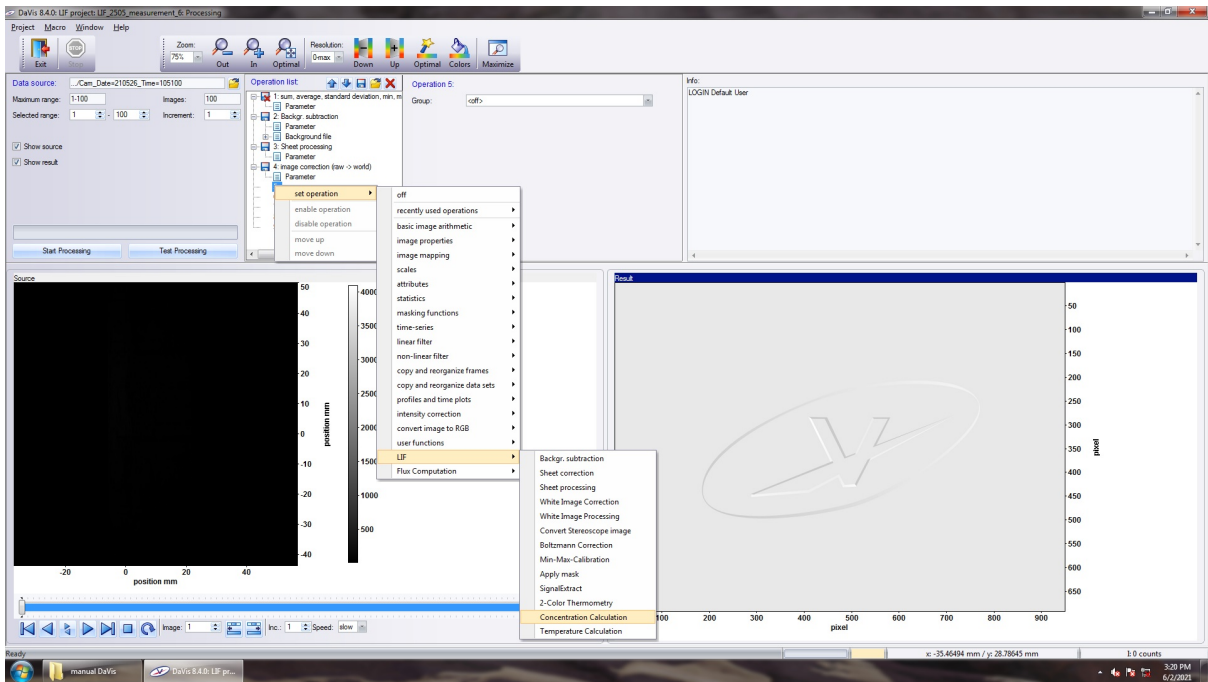 DaVis 8.4.0: LIF project: LIF_2505_measurement_6: Processing
Project Macro Window Help
Exit
Stop
Zoom:
75%
Out
In
Optimal
Resolution:
0-max
Down
Up
Optimal
Colors
Maximize
Data source: .../Cam_Date=210526_Time=105100
Maximum range: 1-100 Images: 100
Selected range: 1 - 100 Increment: 1
Show source
Show result
Start Processing Test Processing
Operation list:
1: sum, average, standard deviation, min, m
Parameter
2: Backgr. subtraction
Parameter
Background file
3: Sheet processing
Parameter
4: image correction (raw -> world)
Parameter
Operation 5:
Group: <off>
Info:
LOGIN Default User
set operation
enable operation
disable operation
move up
move down
off
recently used operations
basic image arithmetic
image properties
image mapping
scales
attributes
statistics
masking functions
time-series
linear filter
non-linear filter
copy and reorganize frames
copy and reorganize data sets
profiles and time plots
intensity correction
convert image to RGB
user functions
LIF
Flux Computation
Backgr. subtraction
Sheet correction
Sheet processing
White Image Correction
White Image Processing
Convert Stereoscope image
Boltzmann Correction
Min-Max-Calibration
Apply mask
SignalExtract
2-Color Thermometry
Concentration Calculation
Temperature Calculation
Source
50
40
30
20
10
0
-10
-20
-30
-40
position mm
-20 0 20 40
position mm
4000
3500
3000
2500
2000
1500
1000
500
Result
50
100
150
200
250
300
350
400
450
500
550
600
650
pixel
100 200 300 400 500 600 700 800 900
pixel
Image: 1 Inc.: 1 Speed: slow
Ready
x: -35.46494 mm / y: 28.78645 mm
I: 0 counts
manual DaVis
DaVis 8.4.0: LIF pr...
3:20 PM
6/2/2021